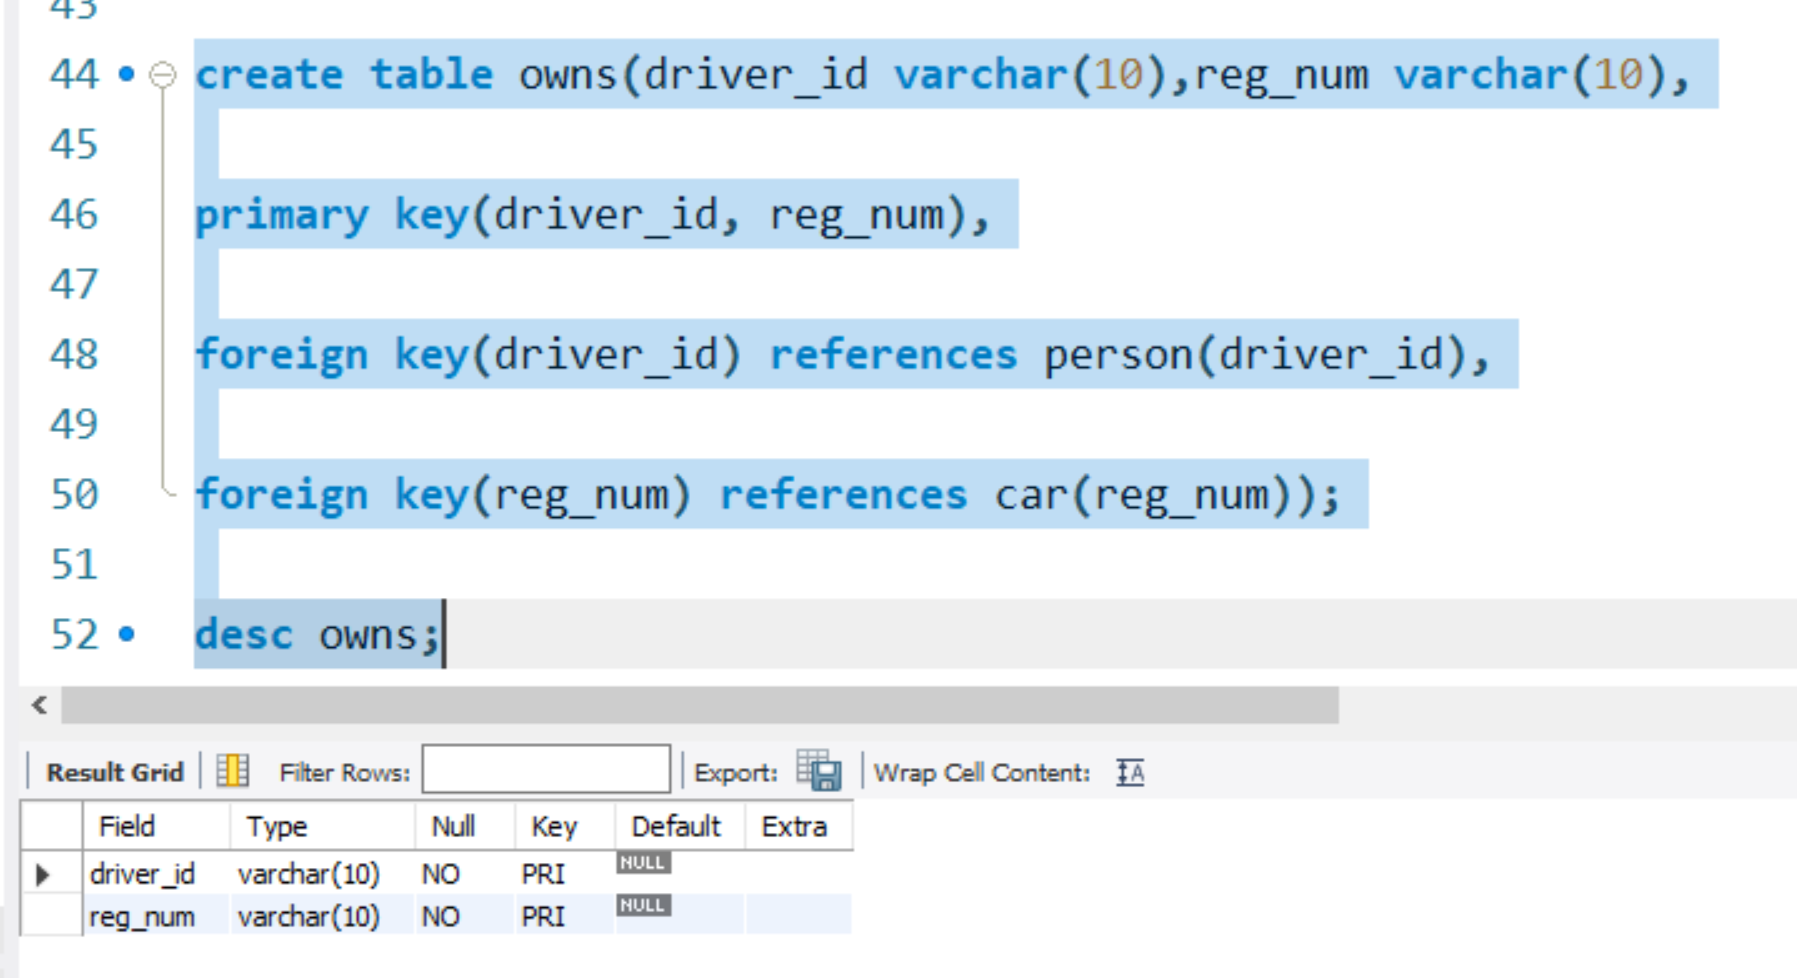 43
44 create table owns(driver_id varchar(10),reg_num varchar(10),
45
46 primary key(driver_id, reg_num),
47
48 foreign key(driver_id) references person(driver_id),
49
50 foreign key(reg_num) references car(reg_num));
51
52 desc owns;
Result Grid Filter Rows: Export: Wrap Cell Content: IA
Field Type Null Key Default Extra
driver_id varchar(10) NO PRI NULL
reg_num varchar(10) NO PRI NULL